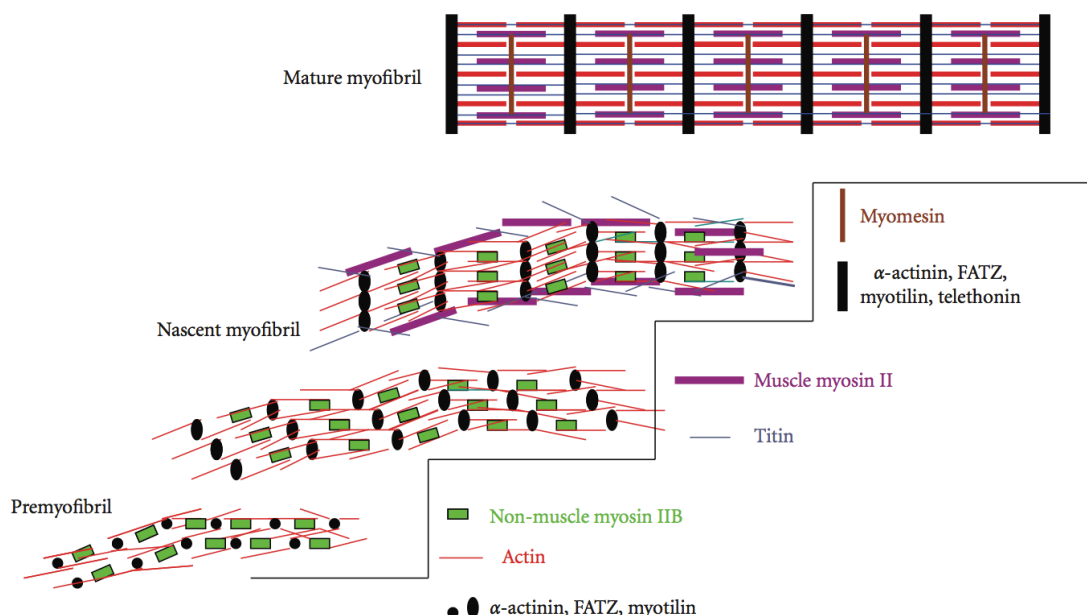 Mature myofibril
Myomesin
α-actinin, FATZ,
myotilin, telethonin
Nascent myofibril
Muscle myosin II
Titin
Premyofibril
Non-muscle myosin IIB
Actin
α-actinin, FATZ, myotilin